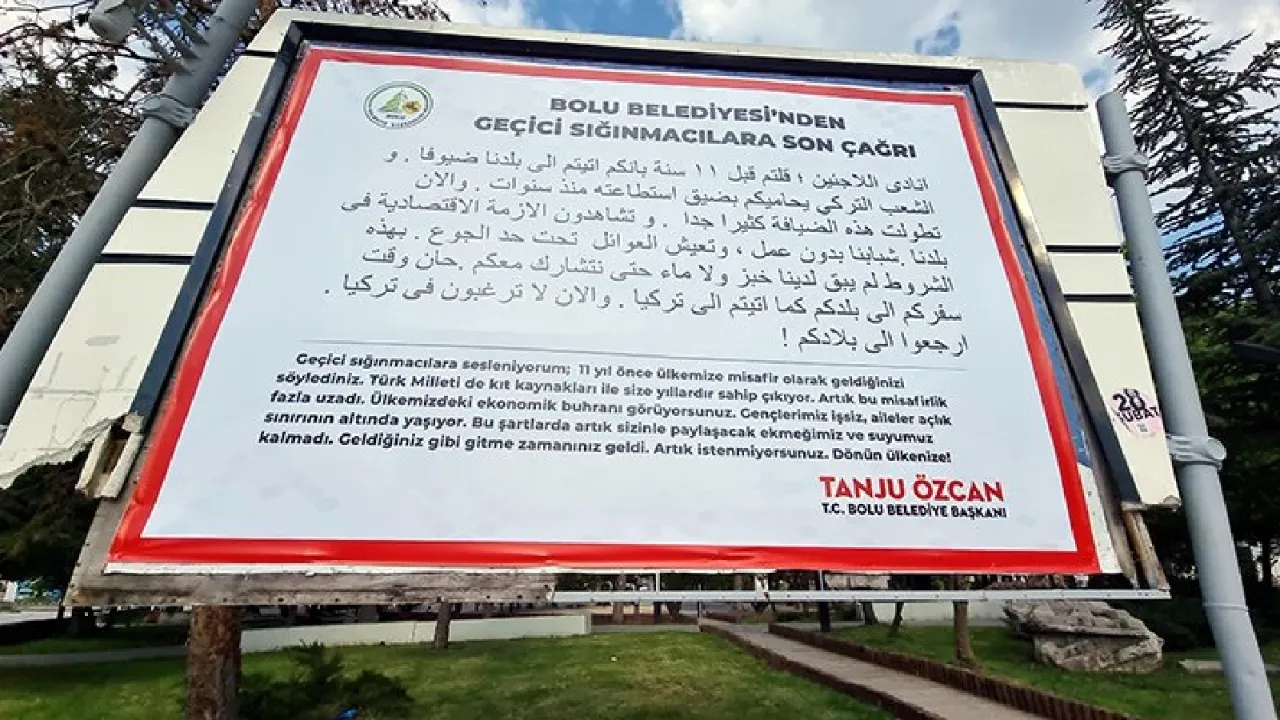 BOLU BELEDİYESİ'NDEN
GEÇİCİ SIĞINMACILARA SON ÇAĞRI
انادى اللاجئين ؛ قلتم قبل ١١ سنة بانكم اتيتم الى بلدنا ضيوفا . و
الشعب التركي يحاميكم بضيق استطاعته منذ سنوات . والان
تطولت هذه الضيافة كثيرا جدا . و تشاهدون الازمة الاقتصادية في
بلدنا .شبابنا بدون عمل ، وتعيش العوائل تحت حد الجوع . بهذه
الشروط لم يبق لدينا خبز ولا ماء حتى نتشارك معكم .حان وقت
سفركم الى بلدكم كما اتيتم الى تركيا . والان لا ترغبون في تركيا .
ارجعوا الى بلادكم !
Geçici sığınmacılara sesleniyorum; 11 yıl önce ülkemize misafir olarak geldiğinizi
söylediniz. Türk Milleti de kıt kaynakları ile size yıllardır sahip çıkıyor. Artık bu misafirlik
fazla uzadı. Ülkemizdeki ekonomik buhranı görüyorsunuz. Gençlerimiz işsiz, aileler açlık
sınırının altında yaşıyor. Bu şartlarda artık sizinle paylaşacak ekmeğimiz ve suyumuz
kalmadı. Geldiğiniz gibi gitme zamanınız geldi. Artık istenmiyorsunuz. Dönün ülkenize!
TANJU ÖZCAN
T.C. BOLU BELEDİYE BAŞKANI
28
ŞUBAT